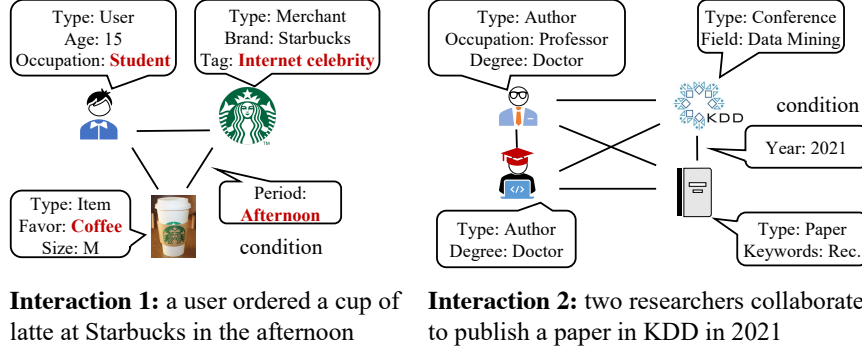 Type: User
Age: 15
Occupation: Student
Type: Merchant
Brand: Starbucks
Tag: Internet celebrity
Type: Item
Favor: Coffee
Size: M
Period:
Afternoon
condition
Interaction 1: a user ordered a cup of
latte at Starbucks in the afternoon
Type: Author
Occupation: Professor
Degree: Doctor
Type: Conference
Field: Data Mining
KDD
condition
Year: 2021
Type: Author
Degree: Doctor
Type: Paper
Keywords: Rec.
Interaction 2: two researchers collaborate
to publish a paper in KDD in 2021